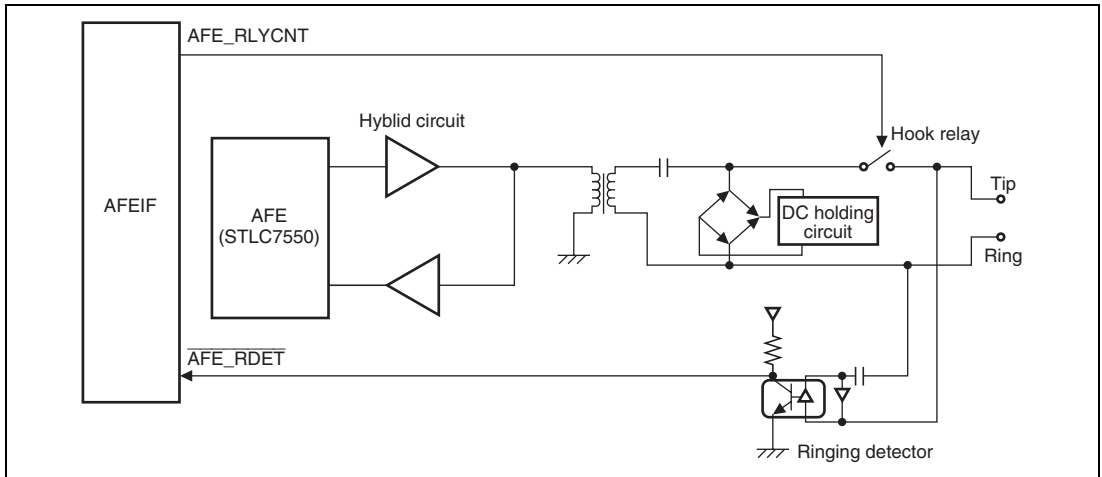 AFE_RLYCNT
Hyblid circuit
Hook relay
AFEIF
AFE
(STLC7550)
DC holding
circuit
Tip
Ring
AFE_RDET
Ringing detector